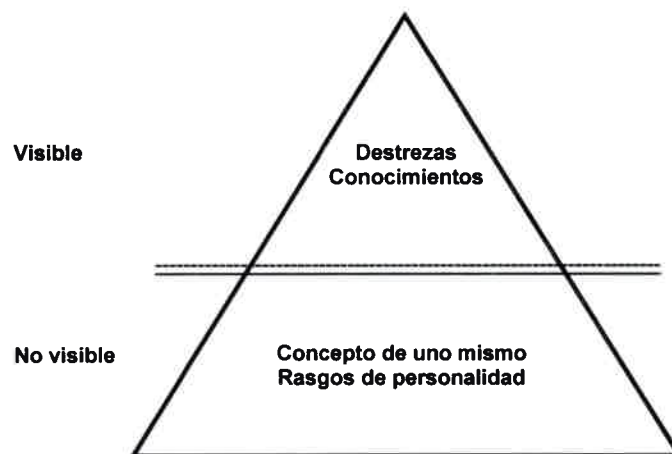 Visible
Destrezas
Conocimientos
No visible
Concepto de uno mismo
Rasgos de personalidad